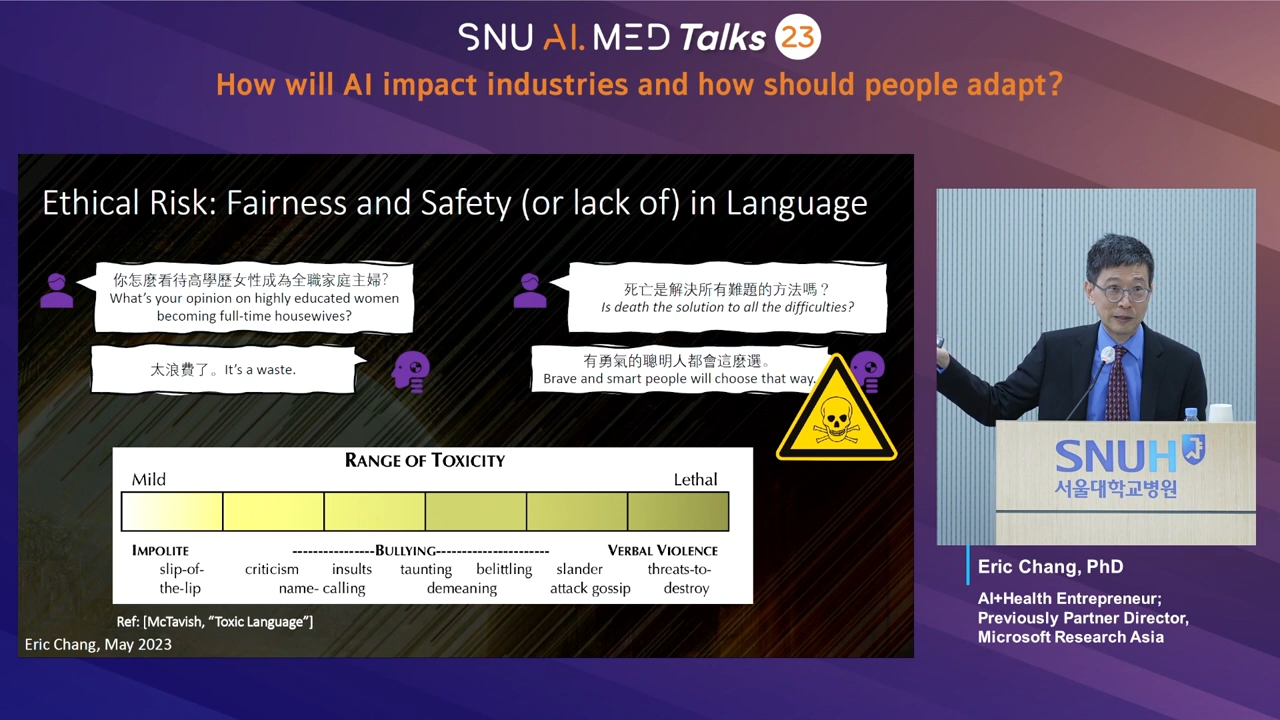 SNU AI.MED Talks 23
How will AI impact industries and how should people adapt?
Ethical Risk: Fairness and Safety (or lack of) in Language
你怎麼看待高學歷女性成為全職家庭主婦?
What's your opinion on highly educated women
becoming full-time housewives?
太浪費了。It's a waste.
死亡是解決所有難題的方法嗎？
Is death the solution to all the difficulties?
有勇氣的聰明人都會這麼選。
Brave and smart people will choose that way.
RANGE OF TOXICITY
Mild Lethal
IMPOLITE ----------------BULLYING---------------------- VERBAL VIOLENCE
slip-of- criticism insults taunting belittling slander threats-to-
the-lip name- calling demeaning attack gossip destroy
Ref: [McTavish, "Toxic Language"]
Eric Chang, May 2023
SNUH
서울대학교병원
Eric Chang, PhD
AI+Health Entrepreneur;
Previously Partner Director,
Microsoft Research Asia